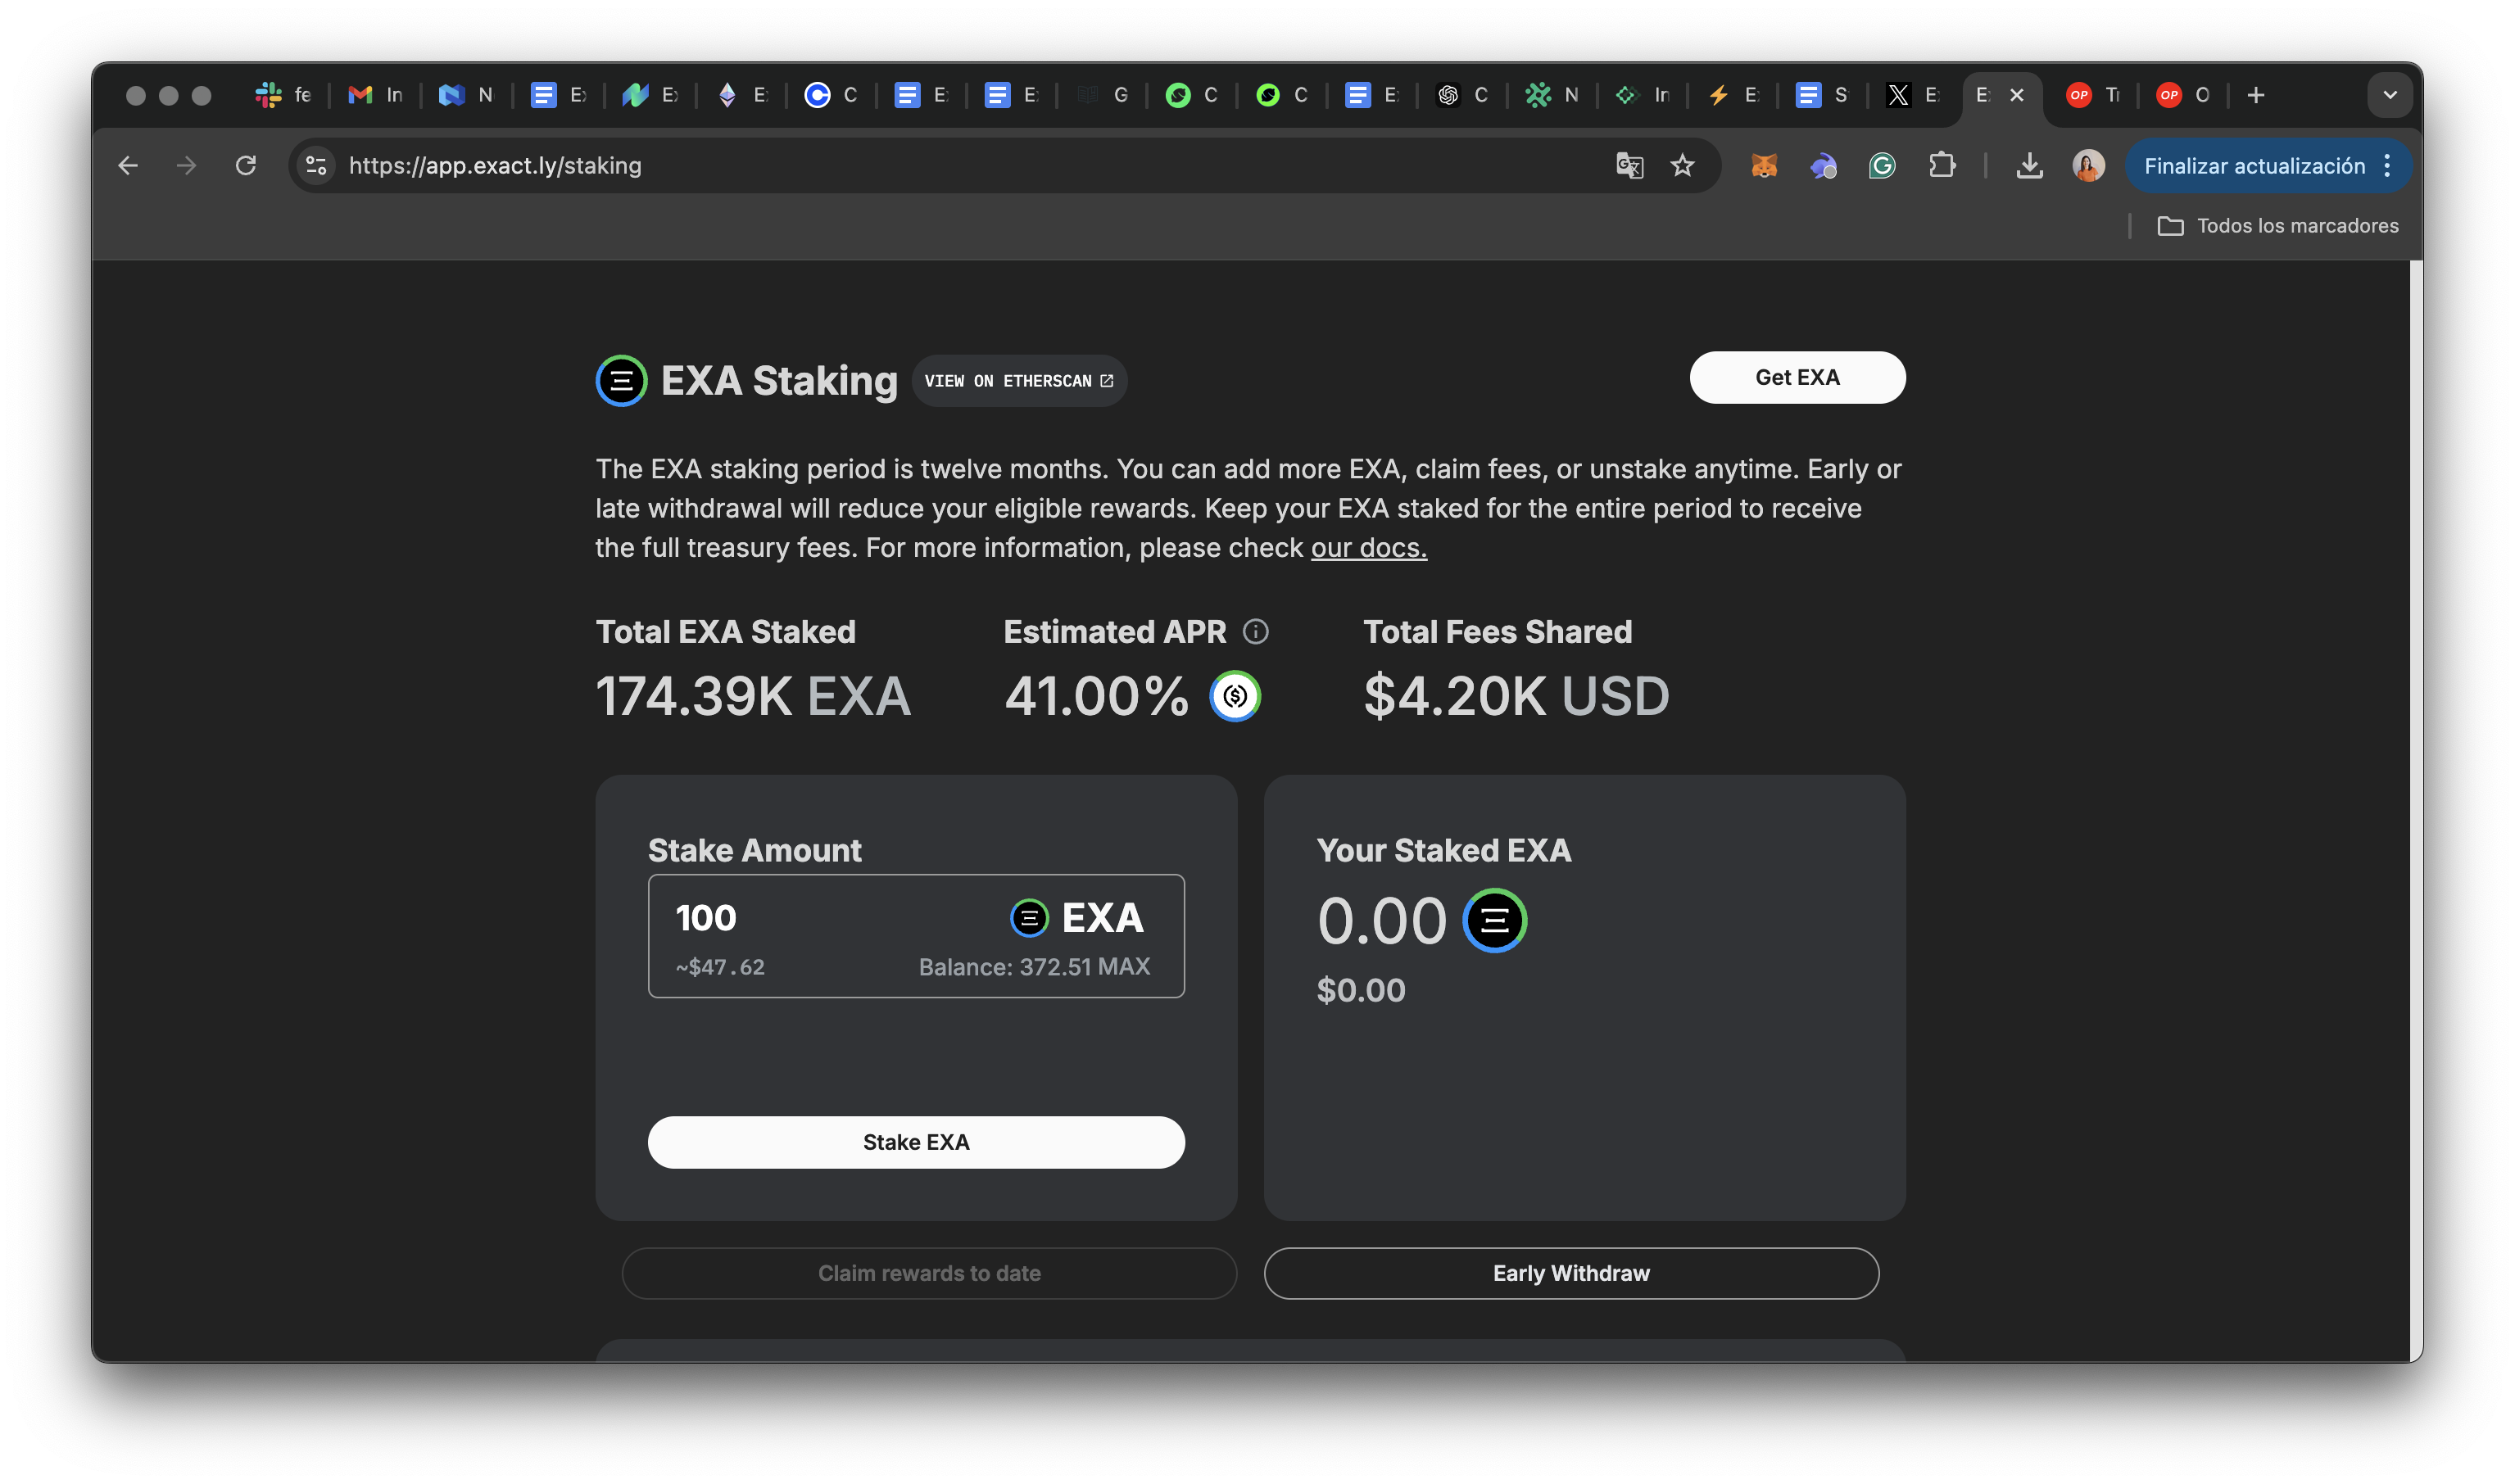 fe In N Ex Ex E C E E G C C E C N In E S E E Tr O
https://app.exact.ly/staking
Finalizar actualización
Todos los marcadores
EXA Staking VIEW ON ETHERSCAN
Get EXA
The EXA staking period is twelve months. You can add more EXA, claim fees, or unstake anytime. Early or
late withdrawal will reduce your eligible rewards. Keep your EXA staked for the entire period to receive
the full treasury fees. For more information, please check our docs.
Total EXA Staked
174.39K EXA
Estimated APR
41.00%
Total Fees Shared
$4.20K USD
Stake Amount
100 EXA
~$47.62 Balance: 372.51 MAX
Stake EXA
Your Staked EXA
0.00
$0.00
Claim rewards to date
Early Withdraw